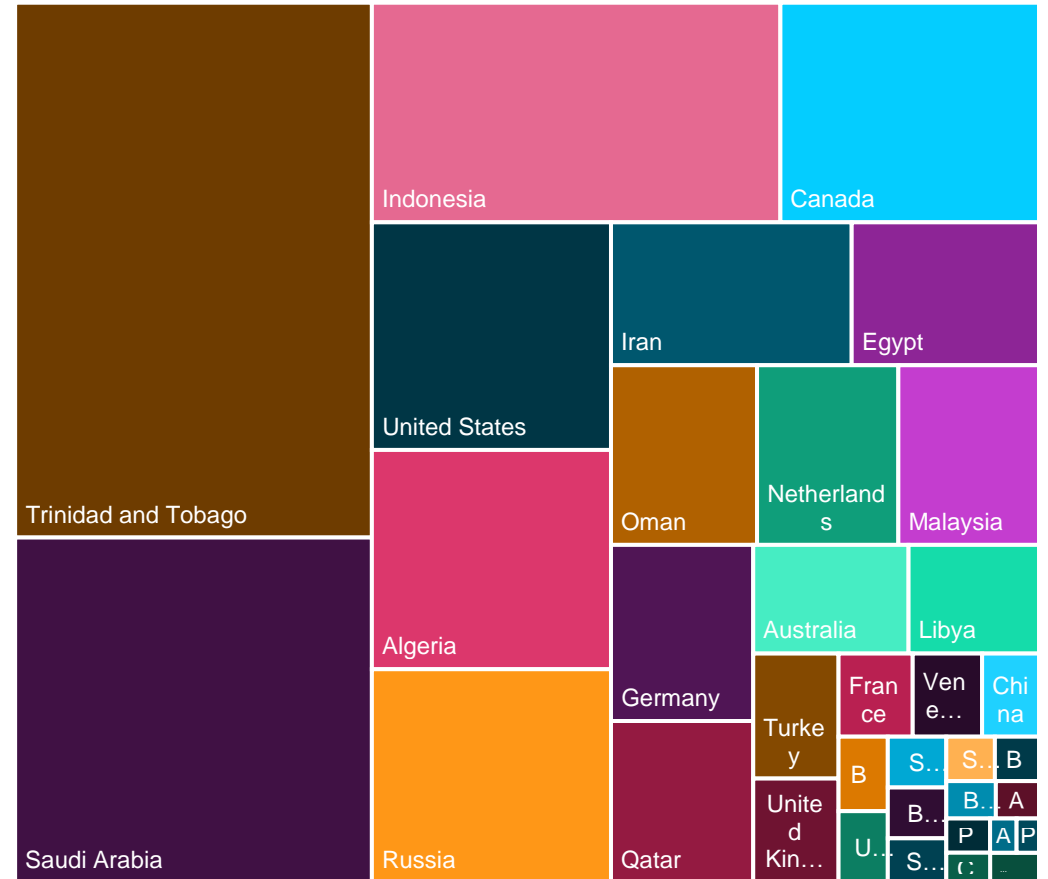 Trinidad and Tobago
Saudi Arabia
Indonesia
Canada
United States
Iran
Egypt
Algeria
Oman
Netherland
s
Malaysia
Russia
Germany
Australia
Libya
Qatar
Turke
y
Unite
d
Kin…
Fran
ce
Ven
e…
Chi
na
B
U…
S…
B…
S…
S…
B
B…
A
P
A
P
…